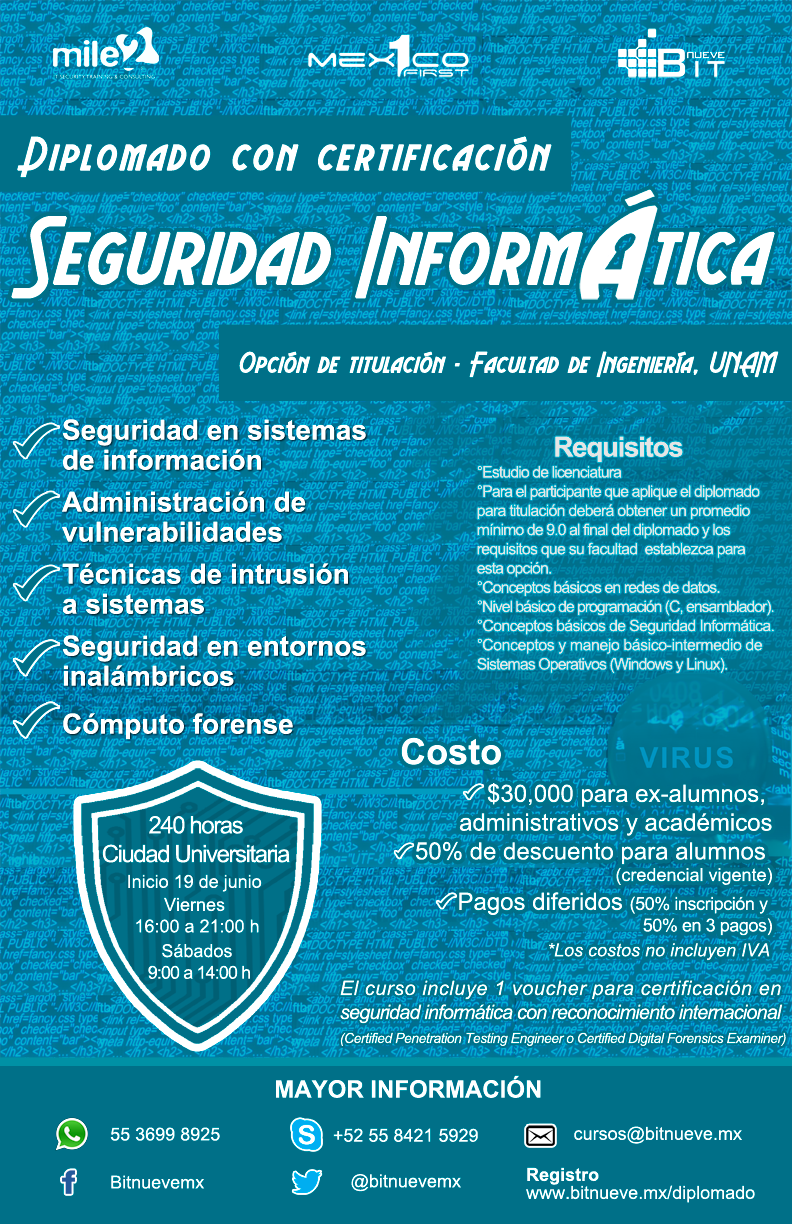 mile2
SECURITY TRAINING & CONSULTING
MEX1CO
FIRST
NUEVE
BIT
DIPLOMADO CON CERTIFICACIÓN
SEGURIDAD INFORMÁTICA
OPCIÓN DE TITULACIÓN - FACULTAD DE INGENIERÍA, UNAM
Seguridad en sistemas
de información
Administración de
vulnerabilidades
Técnicas de intrusión
a sistemas
Seguridad en entornos
inalámbricos
Cómputo forense
Requisitos
°Estudio de licenciatura
°Para el participante que aplique el diplomado
para titulación deberá obtener un promedio
mínimo de 9.0 al final del diplomado y los
requisitos que su facultad establezca para
esta opción.
°Conceptos básicos en redes de datos.
°Nivel básico de programación (C, ensamblador).
°Conceptos básicos de Seguridad Informática.
°Conceptos y manejo básico-intermedio de
Sistemas Operativos (Windows y Linux).
VIRUS
Costo
$30,000 para ex-alumnos,
administrativos y académicos
50% de descuento para alumnos
(credencial vigente)
Pagos diferidos (50% inscripción y
50% en 3 pagos)
*Los costos no incluyen IVA
240 horas
Ciudad Universitaria
Inicio 19 de junio
Viernes
16:00 a 21:00 h
Sábados
9:00 a 14:00 h
El curso incluye 1 voucher para certificación en
seguridad informática con reconocimiento internacional
(Certified Penetration Testing Engineer o Certified Digital Forensics Examiner)
MAYOR INFORMACIÓN
55 3699 8925
+52 55 8421 5929
cursos@bitnueve.mx
Bitnuevemx
@bitnuevemx
Registro
www.bitnueve.mx/diplomado